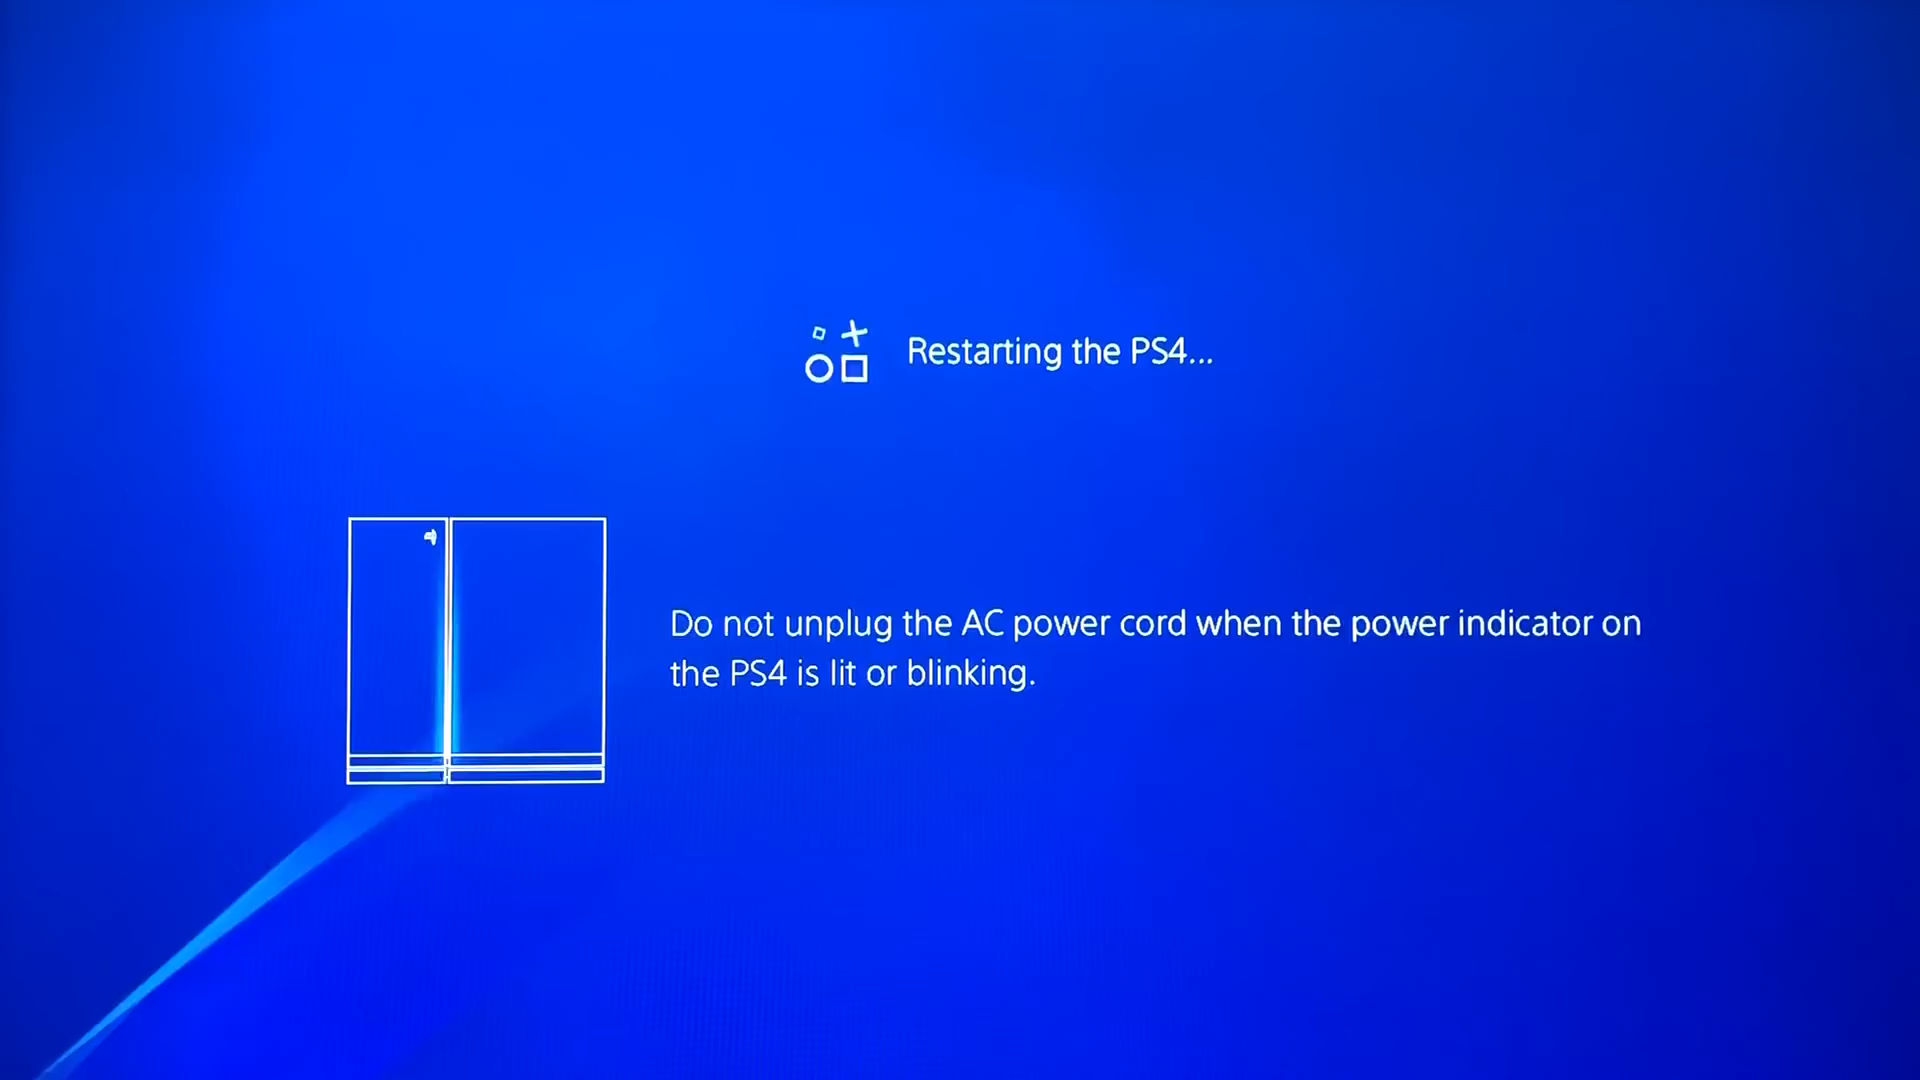 Restarting the PS4...
Do not unplug the AC power cord when the power indicator on
the PS4 is lit or blinking.